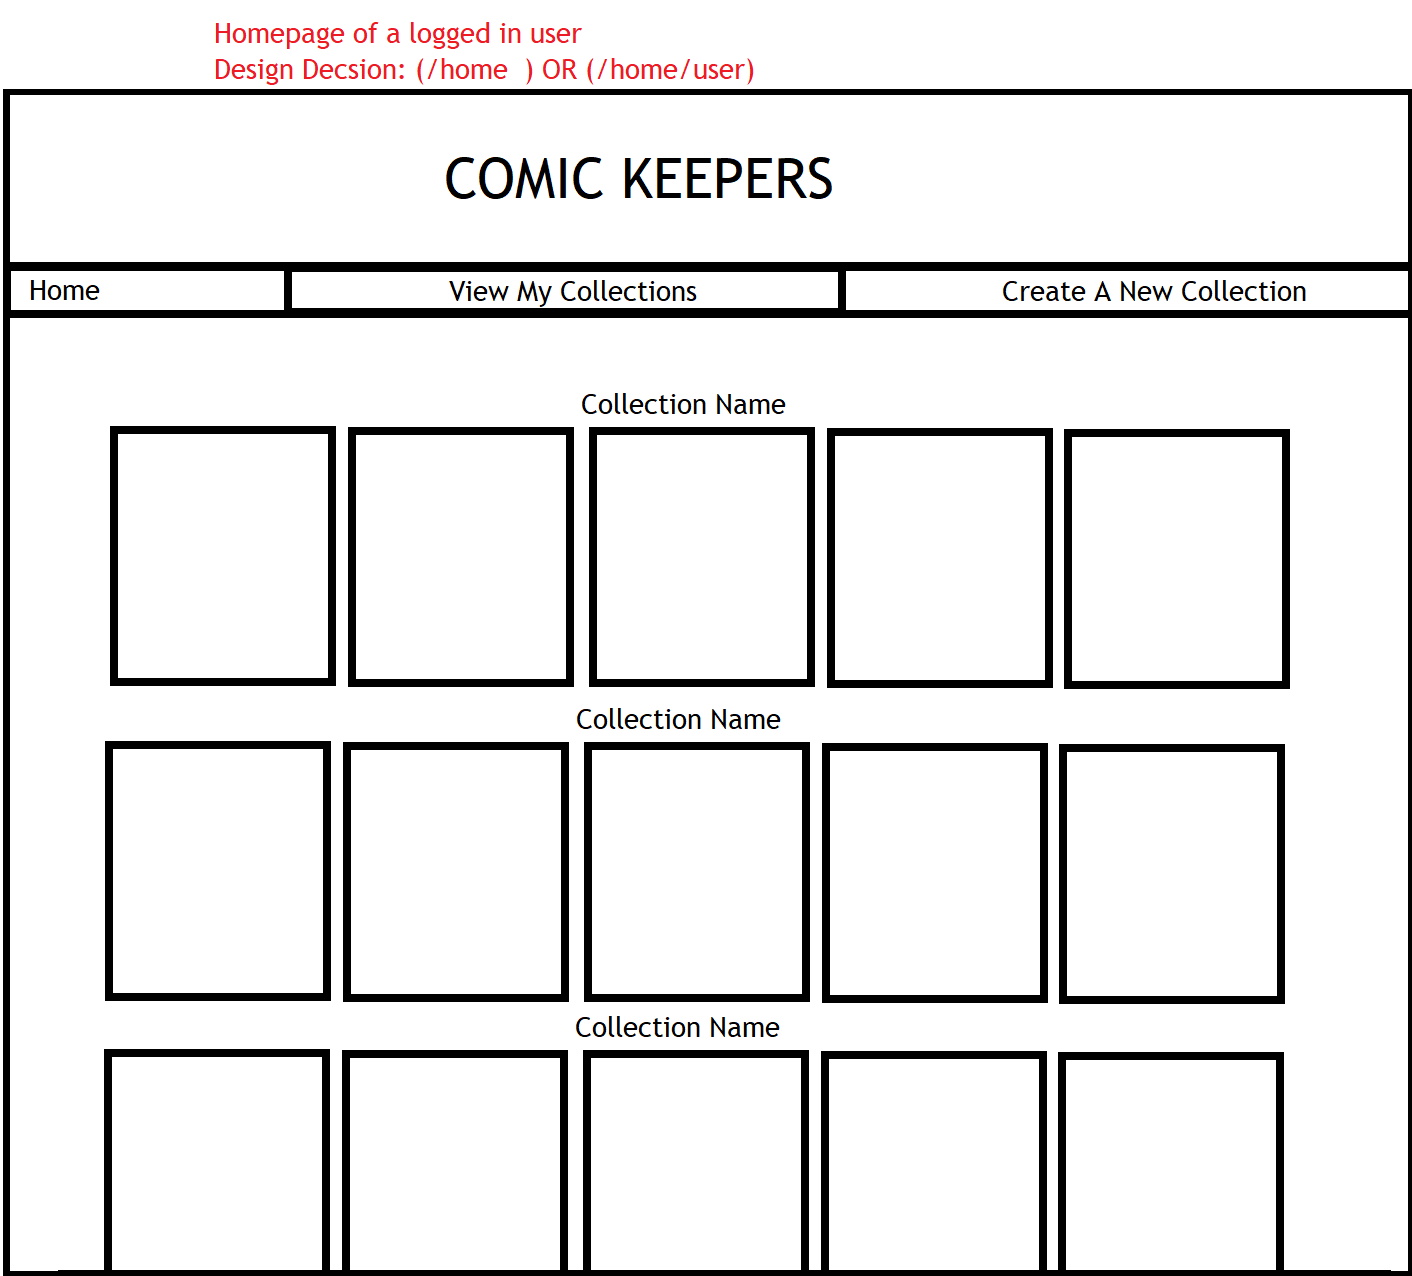 Homepage of a logged in user
Design Decsion: (/home  ) OR (/home/user)
COMIC KEEPERS
Home
View My Collections
Create A New Collection
Collection Name
Collection Name
Collection Name